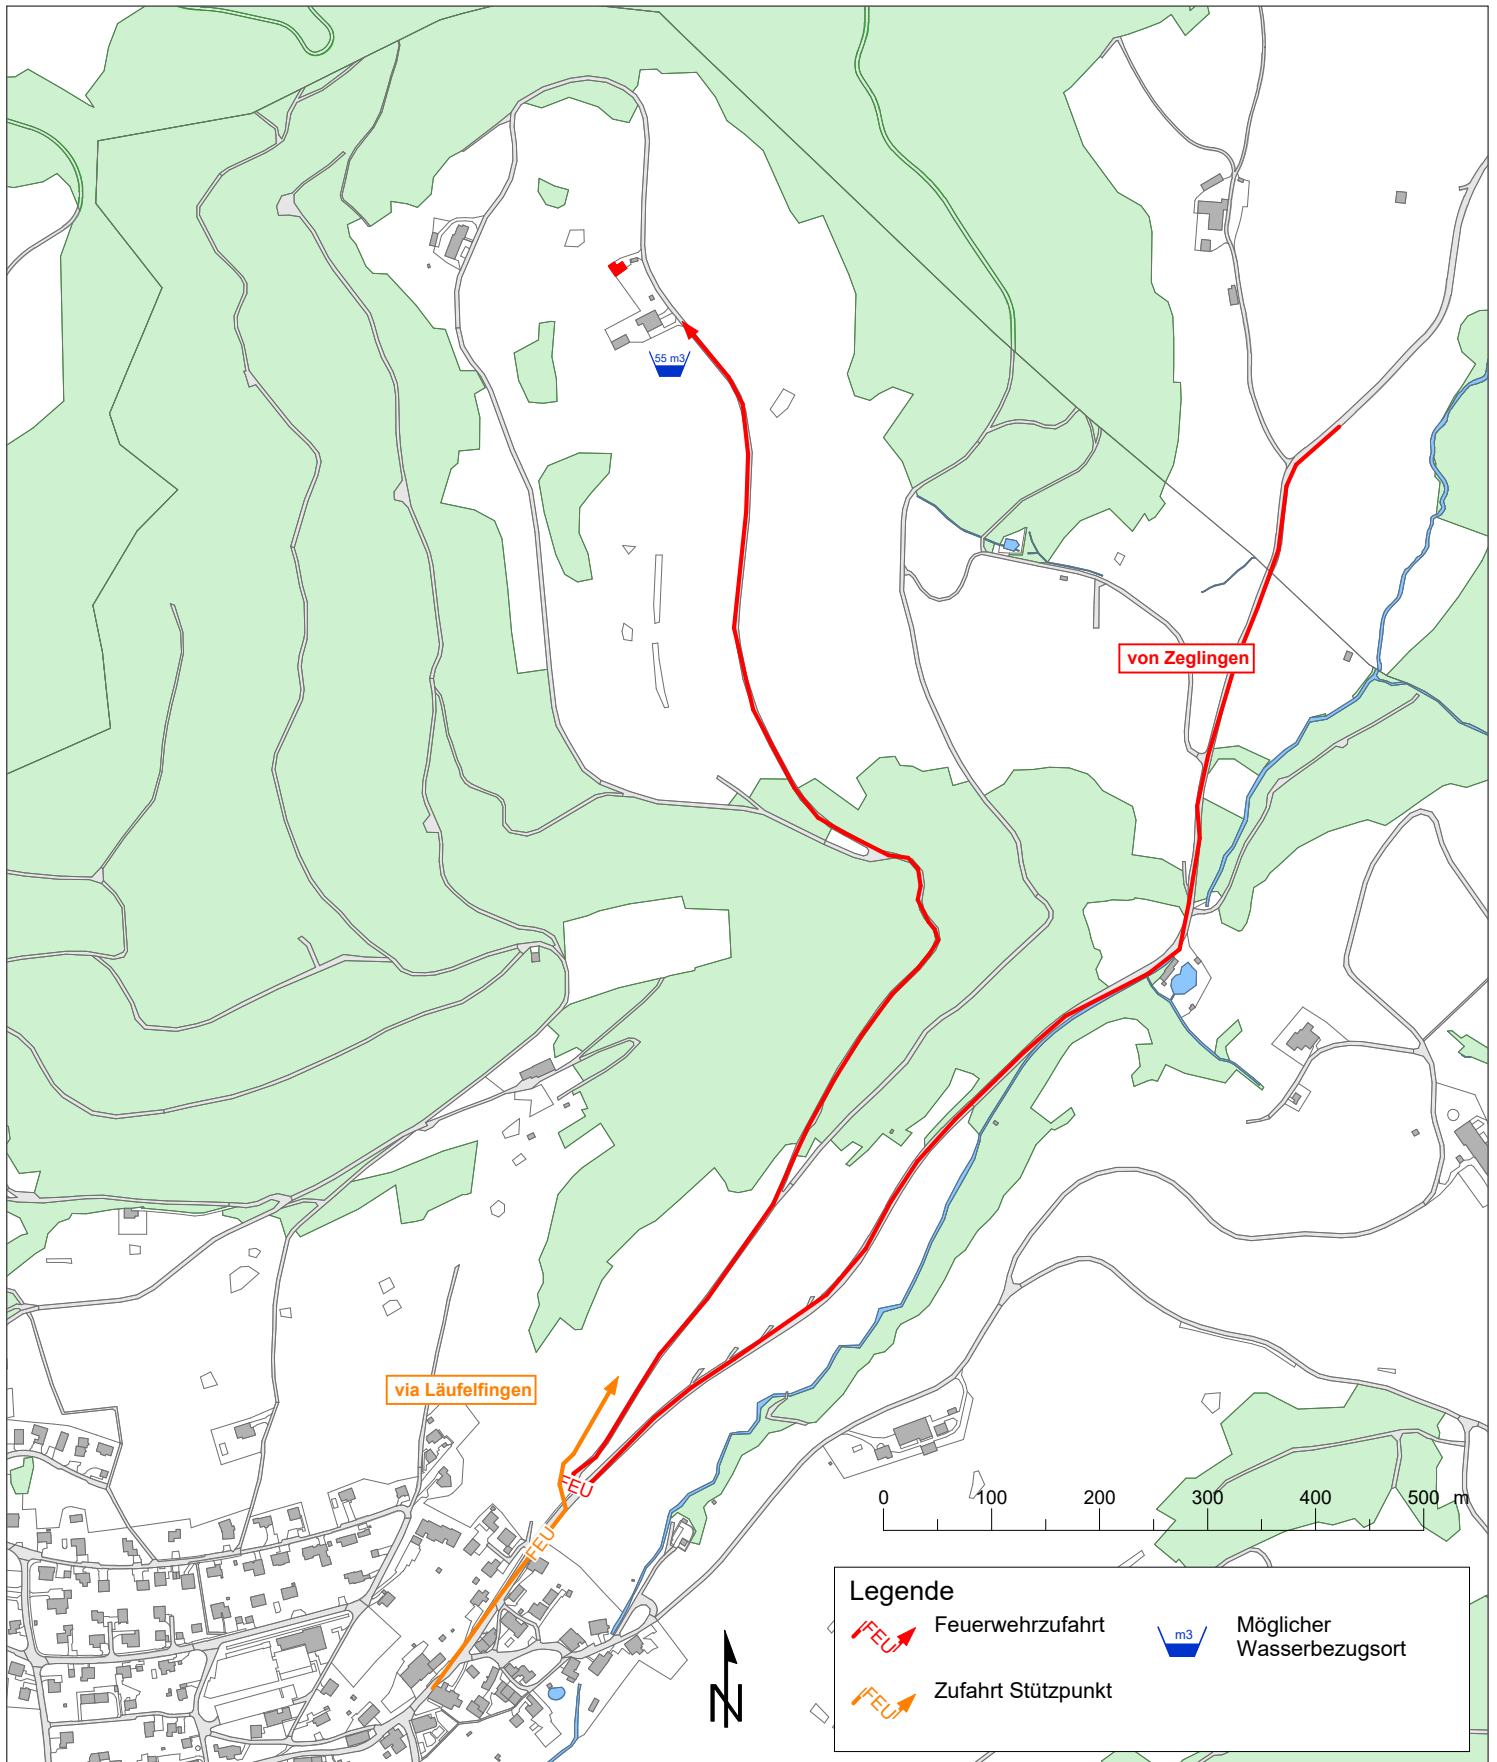 55 m3
von Zeglingen
via Läufelfingen
FEU
FEU
0 100 200 300 400 500 m
Legende
FEU Feuerwehrzufahrt
m3 Möglicher
Wasserbezugsort
FEU Zufahrt Stützpunkt
N